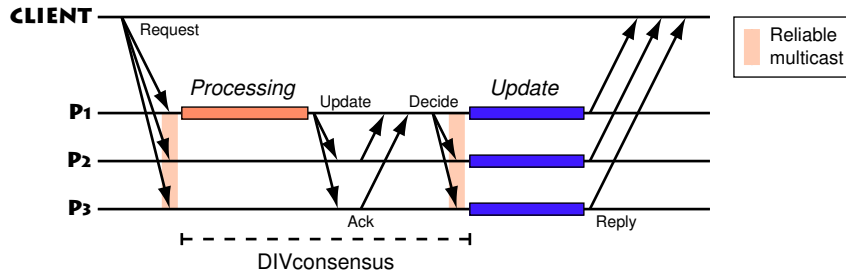 CLIENT
Request
Reliable
multicast
Processing
Update
Decide
Update
P1
P2
P3
Ack
Reply
DIVconsensus